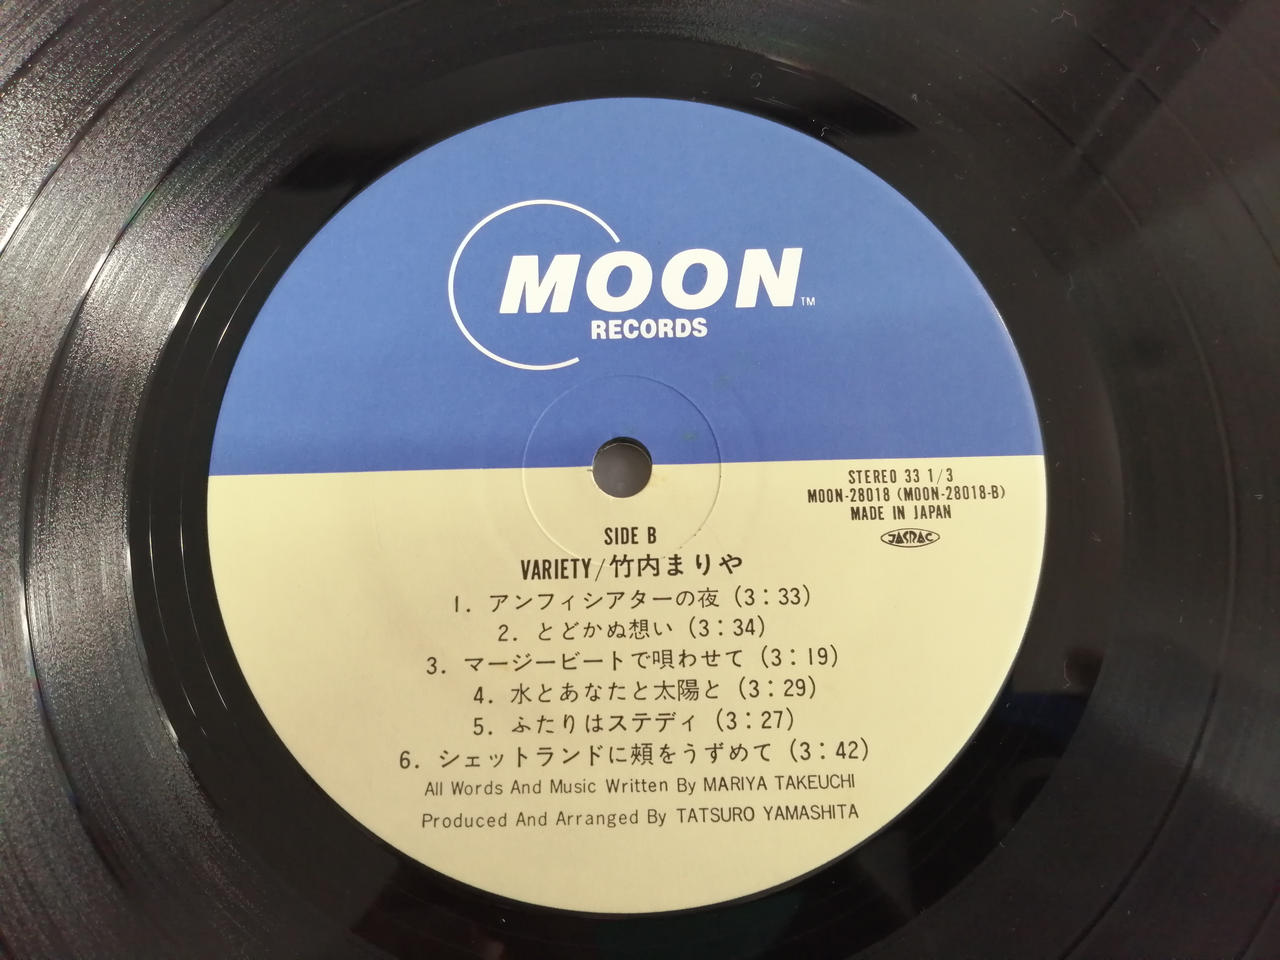 MOON™
RECORDS
STEREO 33 1/3
MOON-28018 (MOON-28018-B)
MADE IN JAPAN
JASRAC
SIDE B
VARIETY/竹内まりや
1. アンフィシアターの夜 (3:33)
2. とどかぬ想い (3:34)
3. マージービートで唄わせて (3:19)
4. 水とあなたと太陽と (3:29)
5. ふたりはステディ (3:27)
6. シェットランドに頰をうずめて (3:42)
All Words And Music Written By MARIYA TAKEUCHI
Produced And Arranged By TATSURO YAMASHITA